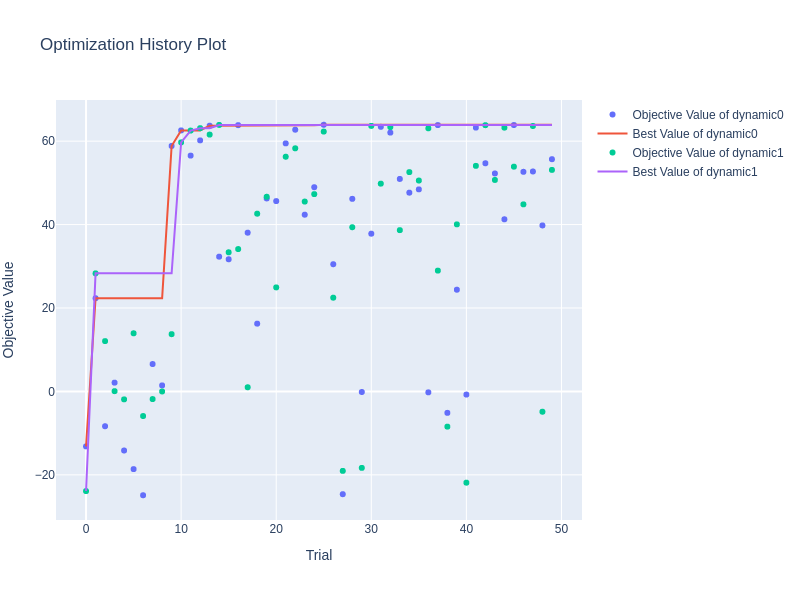 Optimization History Plot
Objective Value of dynamic0
Best Value of dynamic0
Objective Value of dynamic1
Best Value of dynamic1
60
40
20
0
−20
Objective Value
0 10 20 30 40 50
Trial